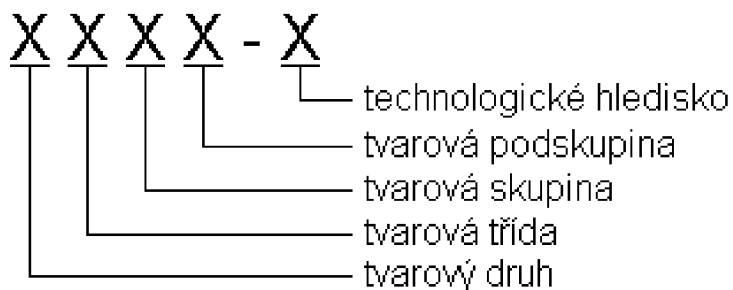 X X X X - X
technologické hledisko
tvarová podskupina
tvarová skupina
tvarová třída
tvarový druh